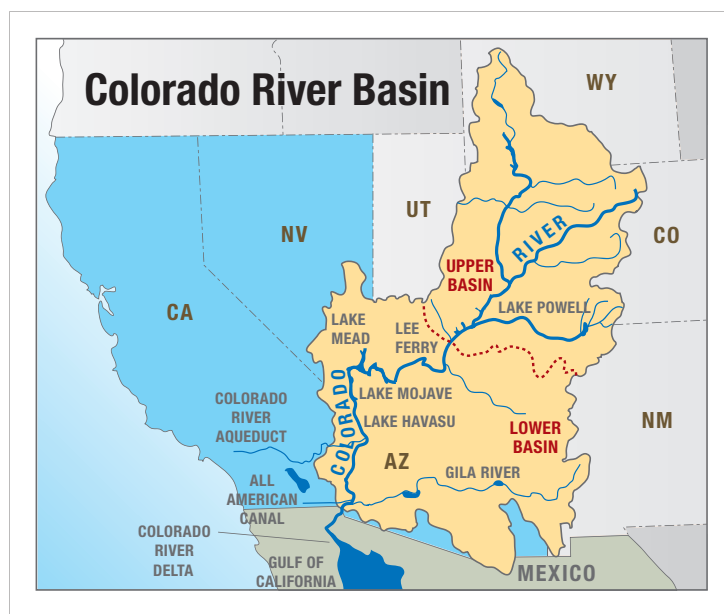 Colorado River Basin
WY
UT
NV
CO
RIVER
UPPER
BASIN
CA
LAKE POWELL
LAKE
MEAD
LEE
FERRY
COLORADO
LAKE MOJAVE
COLORADO
RIVER
AQUEDUCT
LAKE HAVASU
LOWER
BASIN
NM
AZ
GILA RIVER
ALL
AMERICAN
CANAL
COLORADO
RIVER
DELTA
GULF OF
CALIFORNIA
MEXICO